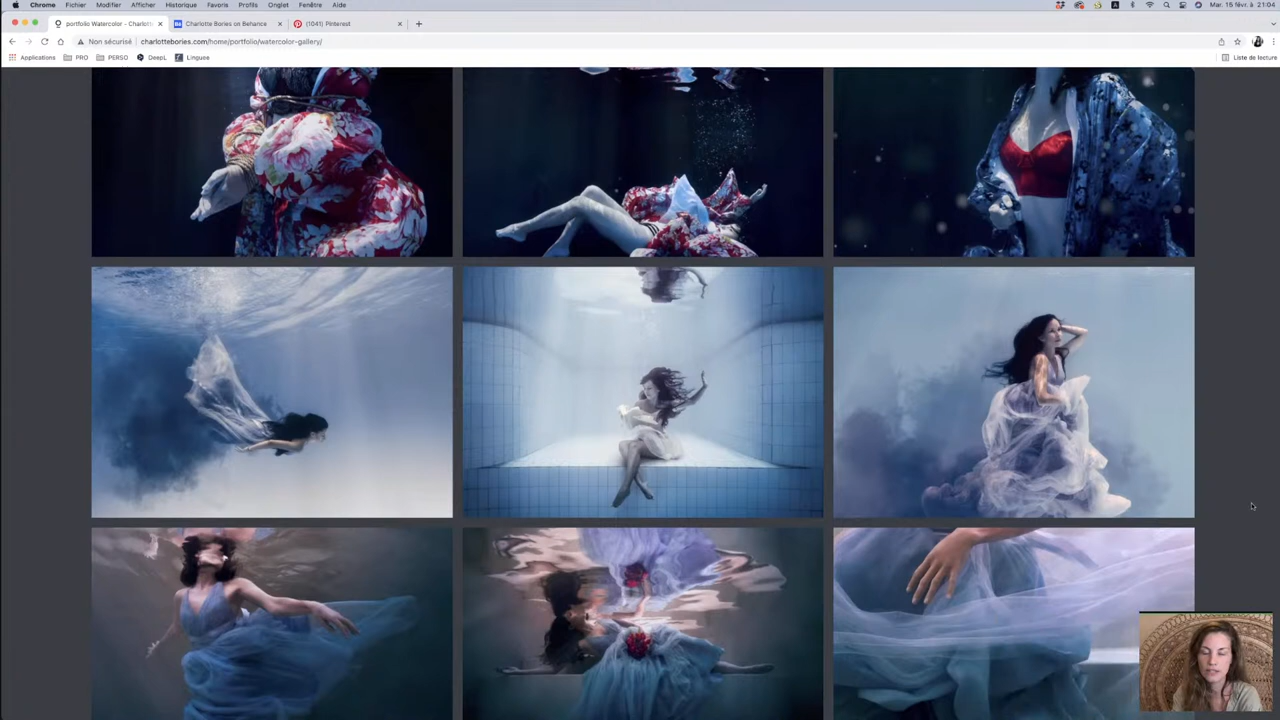 Chrome Fichier Modifier Afficher Historique Favoris Profils Onglet Fenêtre Aide A Mar. 15 févr. à 21:04
portfolio Watercolor – Charlott Charlotte Bories on Behance (1041) Pinterest
Non sécurisé charlottebories.com/home/portfolio/watercolor-gallery/
Applications PRO PERSO DeepL Linguee Liste de lecture